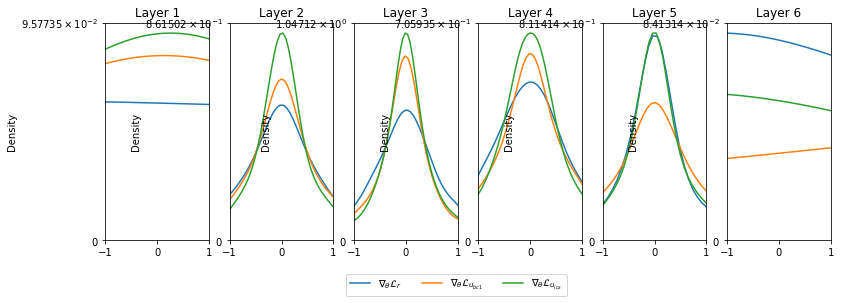 Layer 1 Layer 2 Layer 3 Layer 4 Layer 5 Layer 6
9.57735 × 10⁻² 8.61502 × 10⁻¹ 1.04712 × 10⁰ 7.05935 × 10⁻¹ 8.11414 × 10⁻¹ 8.41314 × 10⁻²
Density Density Density Density Density Density
0 0 0 0 0 0
−1 0 1 −1 0 1 −1 0 1 −1 0 1 −1 0 1 −1 0 1
∇θℒr ∇θℒu_bc1 ∇θℒu_ics